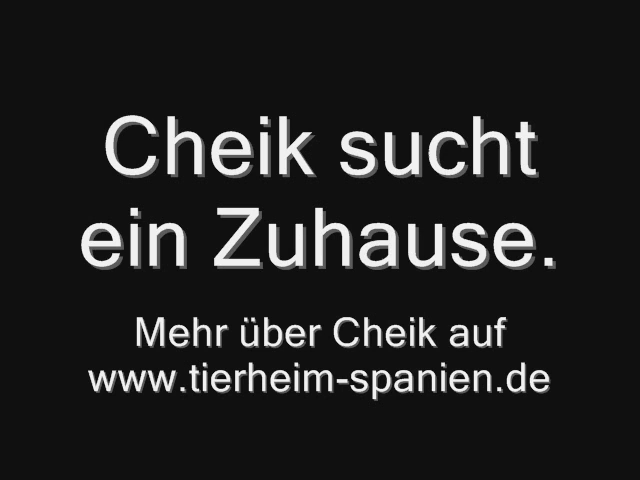 Cheik sucht
ein Zuhause.
Mehr über Cheik auf
www.tierheim-spanien.de